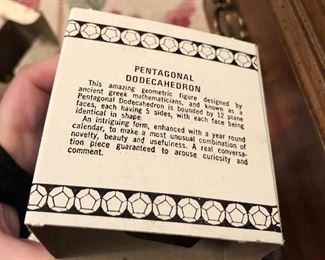 PENTAGONAL
DODECAHEDRON
This amazing geometric figure designed by
ancient greek mathematicians, and known as a
Pentagonal Dodecahedron is bounded by 12 plane
faces, each having 5 sides, with each face being
identical in shape.
An intriguing form, enhanced with a year round
calendar, to make a most unusual combination of
novelty, beauty and usefulness. A real conversa-
tion piece guaranteed to arouse curiosity and
comment.